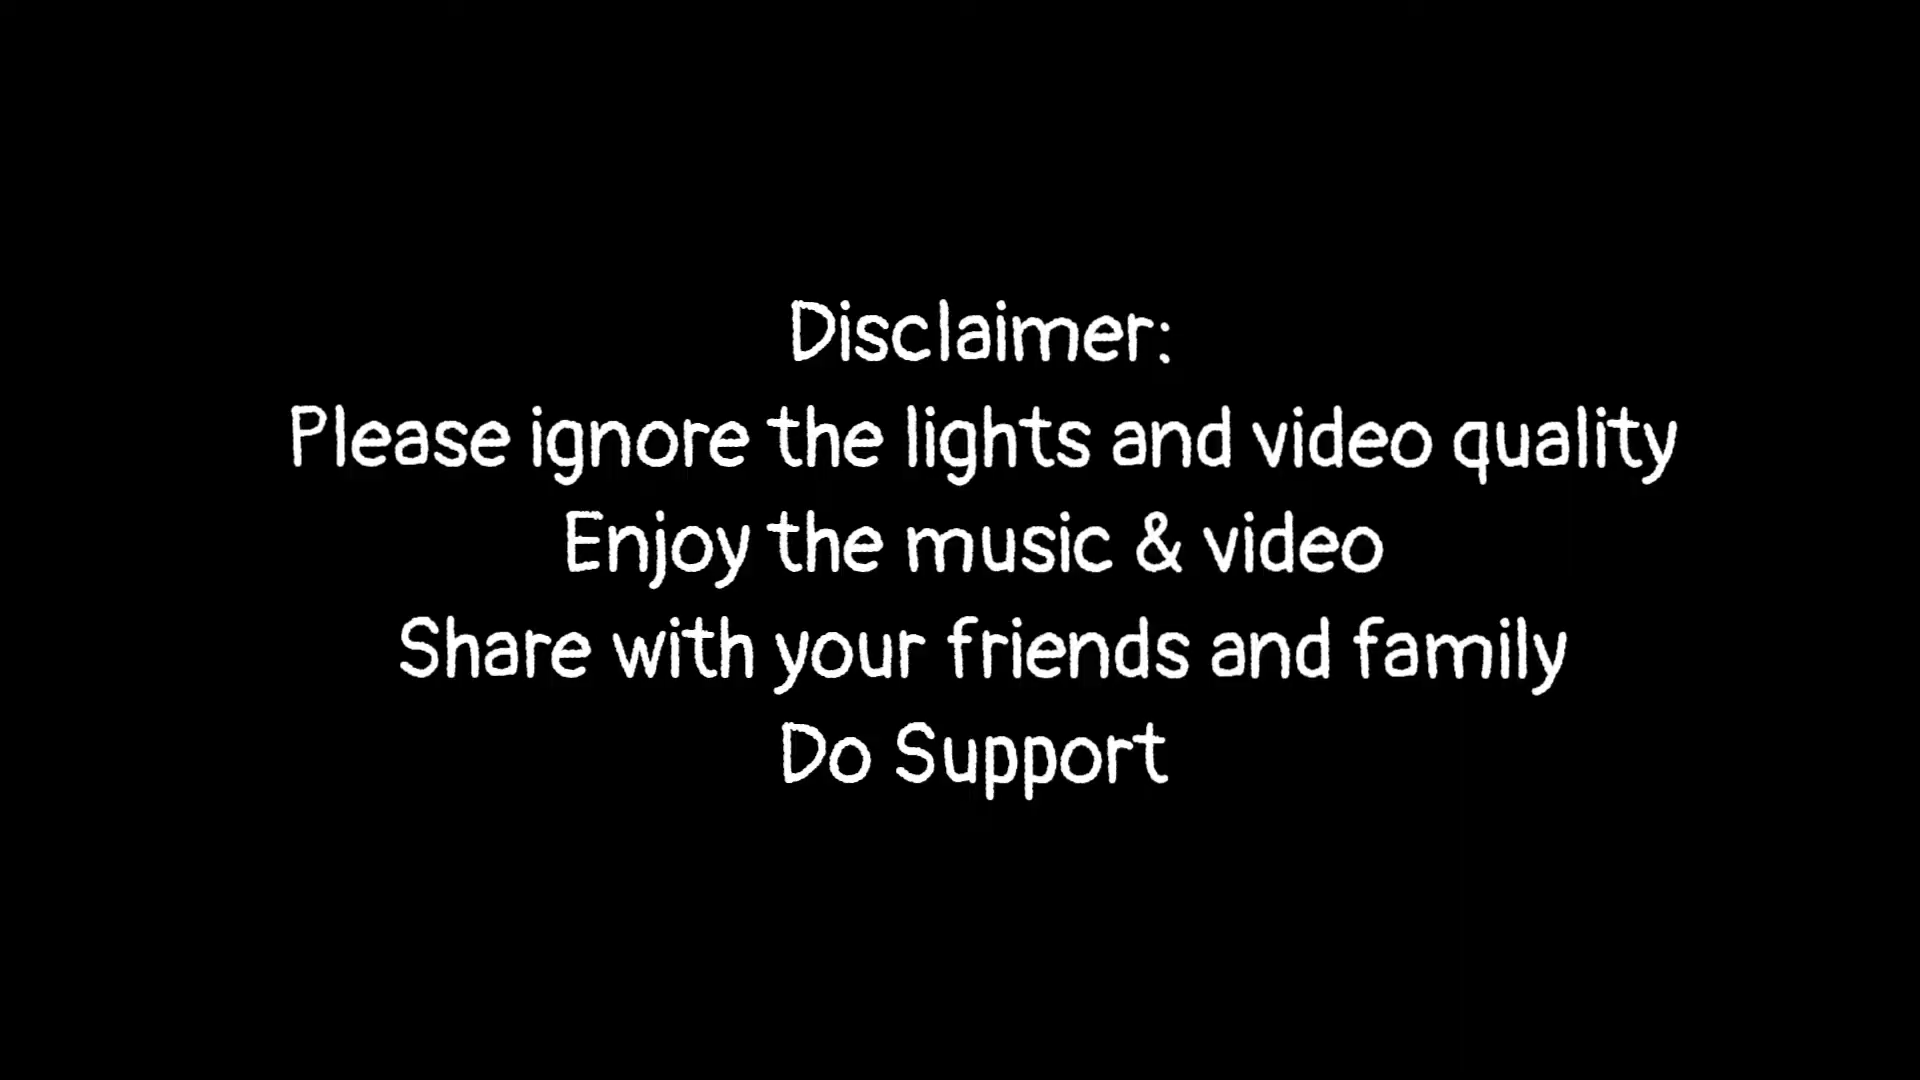 Disclaimer:
Please ignore the lights and video quality
Enjoy the music & video
Share with your friends and family
Do Support